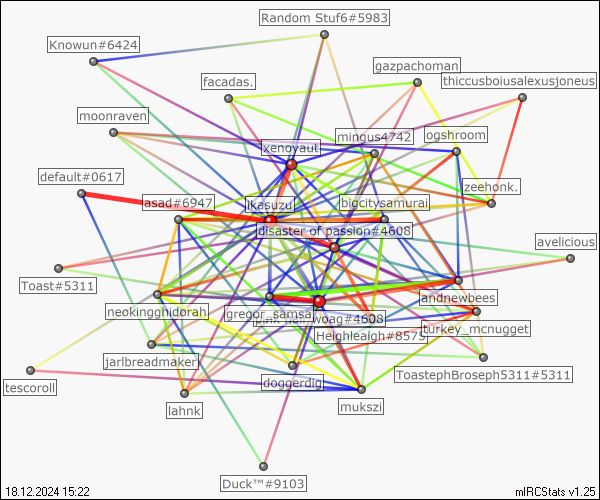 Random Stuf6#5983
Knowun#6424
gazpachoman
thiccusboiusalexusjoneus
facadas.
moonraven
mingus4742
ogshroom
xenoyaut
default#0617
zeehonk.
asad#6947
ikasuzu
bigcitysamurai
disaster of passion#4608
avelicious
Toast#5311
andnewbees
neokingghidorah
gregor_samsa
woag#4608
turkey_mcnugget
Heighleigh#8575
jarlbreadmaker
ToastephBroseph5311#5311
doggerdig
tescoroll
lahnk
mukszi
Duck™#9103
18.12.2024 15:22
mIRCStats v1.25